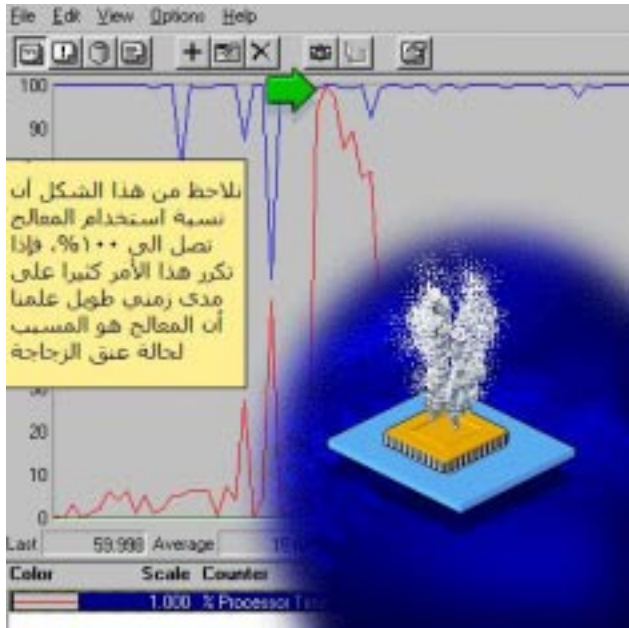 File Edit View Options Help
100
90
نلاحظ من هذا الشكل أن
نسبة استخدام المعالج
تصل الى ١٠٠%، فإذا
تكرر هذا الأمر كثيرا على
مدى زمني طويل علمنا
أن المعالج هو المسبب
لحالة عنق الزجاجة
30
20
10
0
Last 59.998 Average
Color Scale Counter
1.000 % Processor